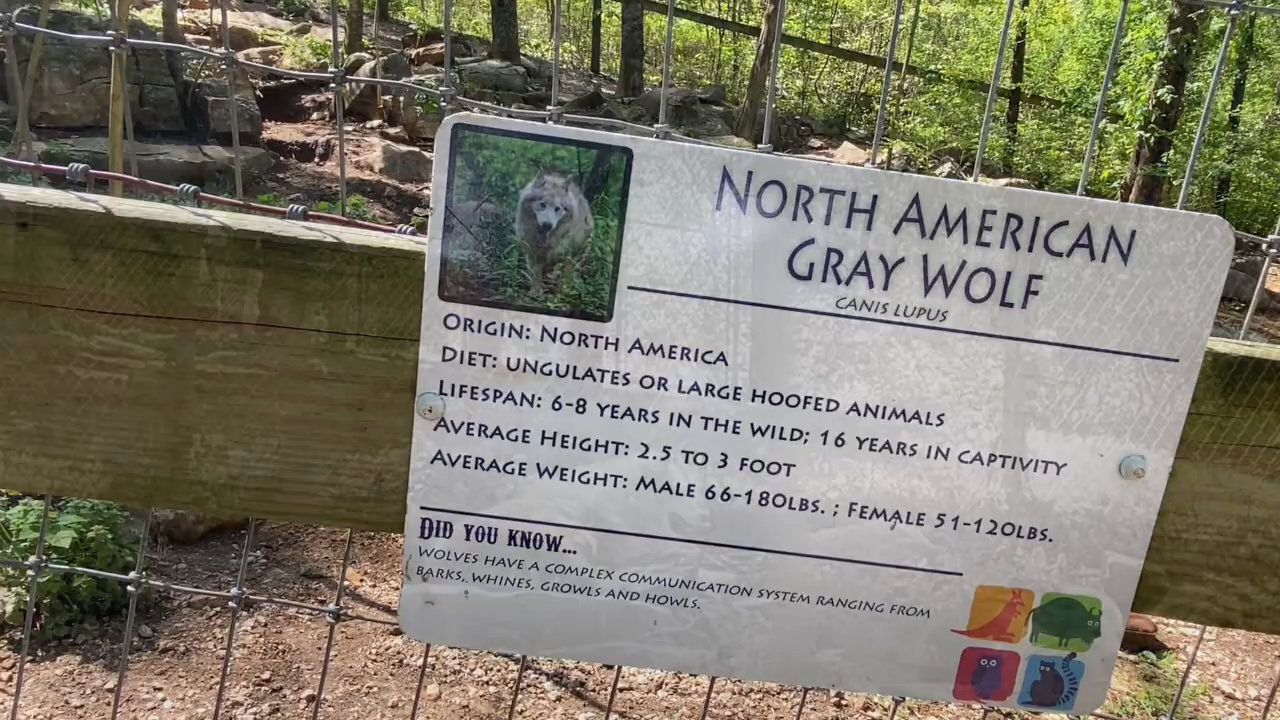 NORTH AMERICAN
GRAY WOLF
CANIS LUPUS
ORIGIN: NORTH AMERICA
DIET: UNGULATES OR LARGE HOOFED ANIMALS
LIFESPAN: 6-8 YEARS IN THE WILD; 16 YEARS IN CAPTIVITY
AVERAGE HEIGHT: 2.5 TO 3 FOOT
AVERAGE WEIGHT: MALE 66-180LBS. ; FEMALE 51-120LBS.
DID YOU KNOW...
WOLVES HAVE A COMPLEX COMMUNICATION SYSTEM RANGING FROM
BARKS, WHINES, GROWLS AND HOWLS.